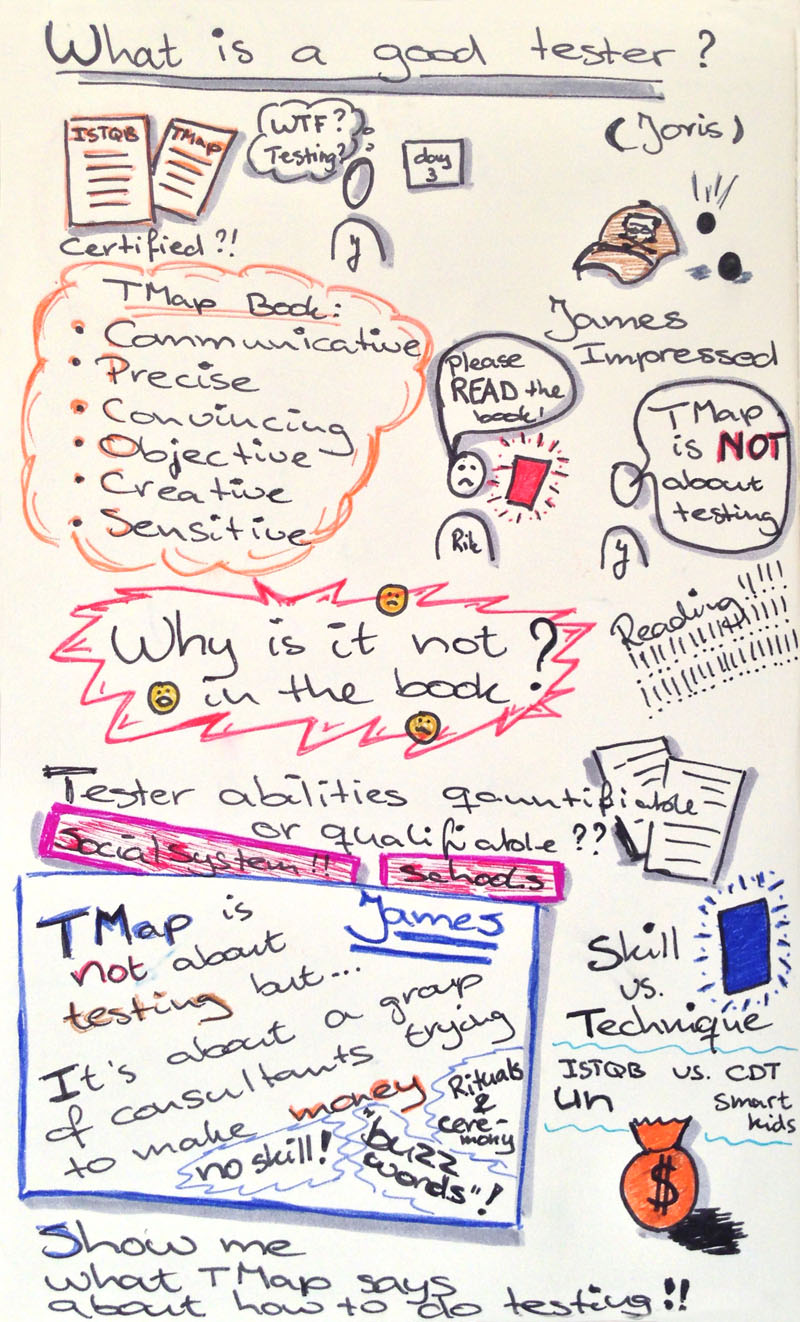 What is a good tester?
ISTQB
TMap
WTF?
Testing?
day
3
(Joris)
Certified?!
y
TMap Book:
• Communicative
• Precise
• Convincing
• Objective
• Creative
• Sensitive
James
Impressed
please
READ the
book!
Rik
TMap
is NOT
about
testing
y
Why is it not
in the book?
Reading!!!!!
Tester abilities qauntifiable
or qualifiable??
Social system!!
Schools
James
TMap is
not about
testing but...
It's about a group
of consultants trying
to make money
Rituals
&
cere-
mony
no skill!
"buzz
words"!
Skill
vs.
Technique
ISTQB vs. CDT
un smart
kids
$
Show me
what TMap says
about how to do testing!!